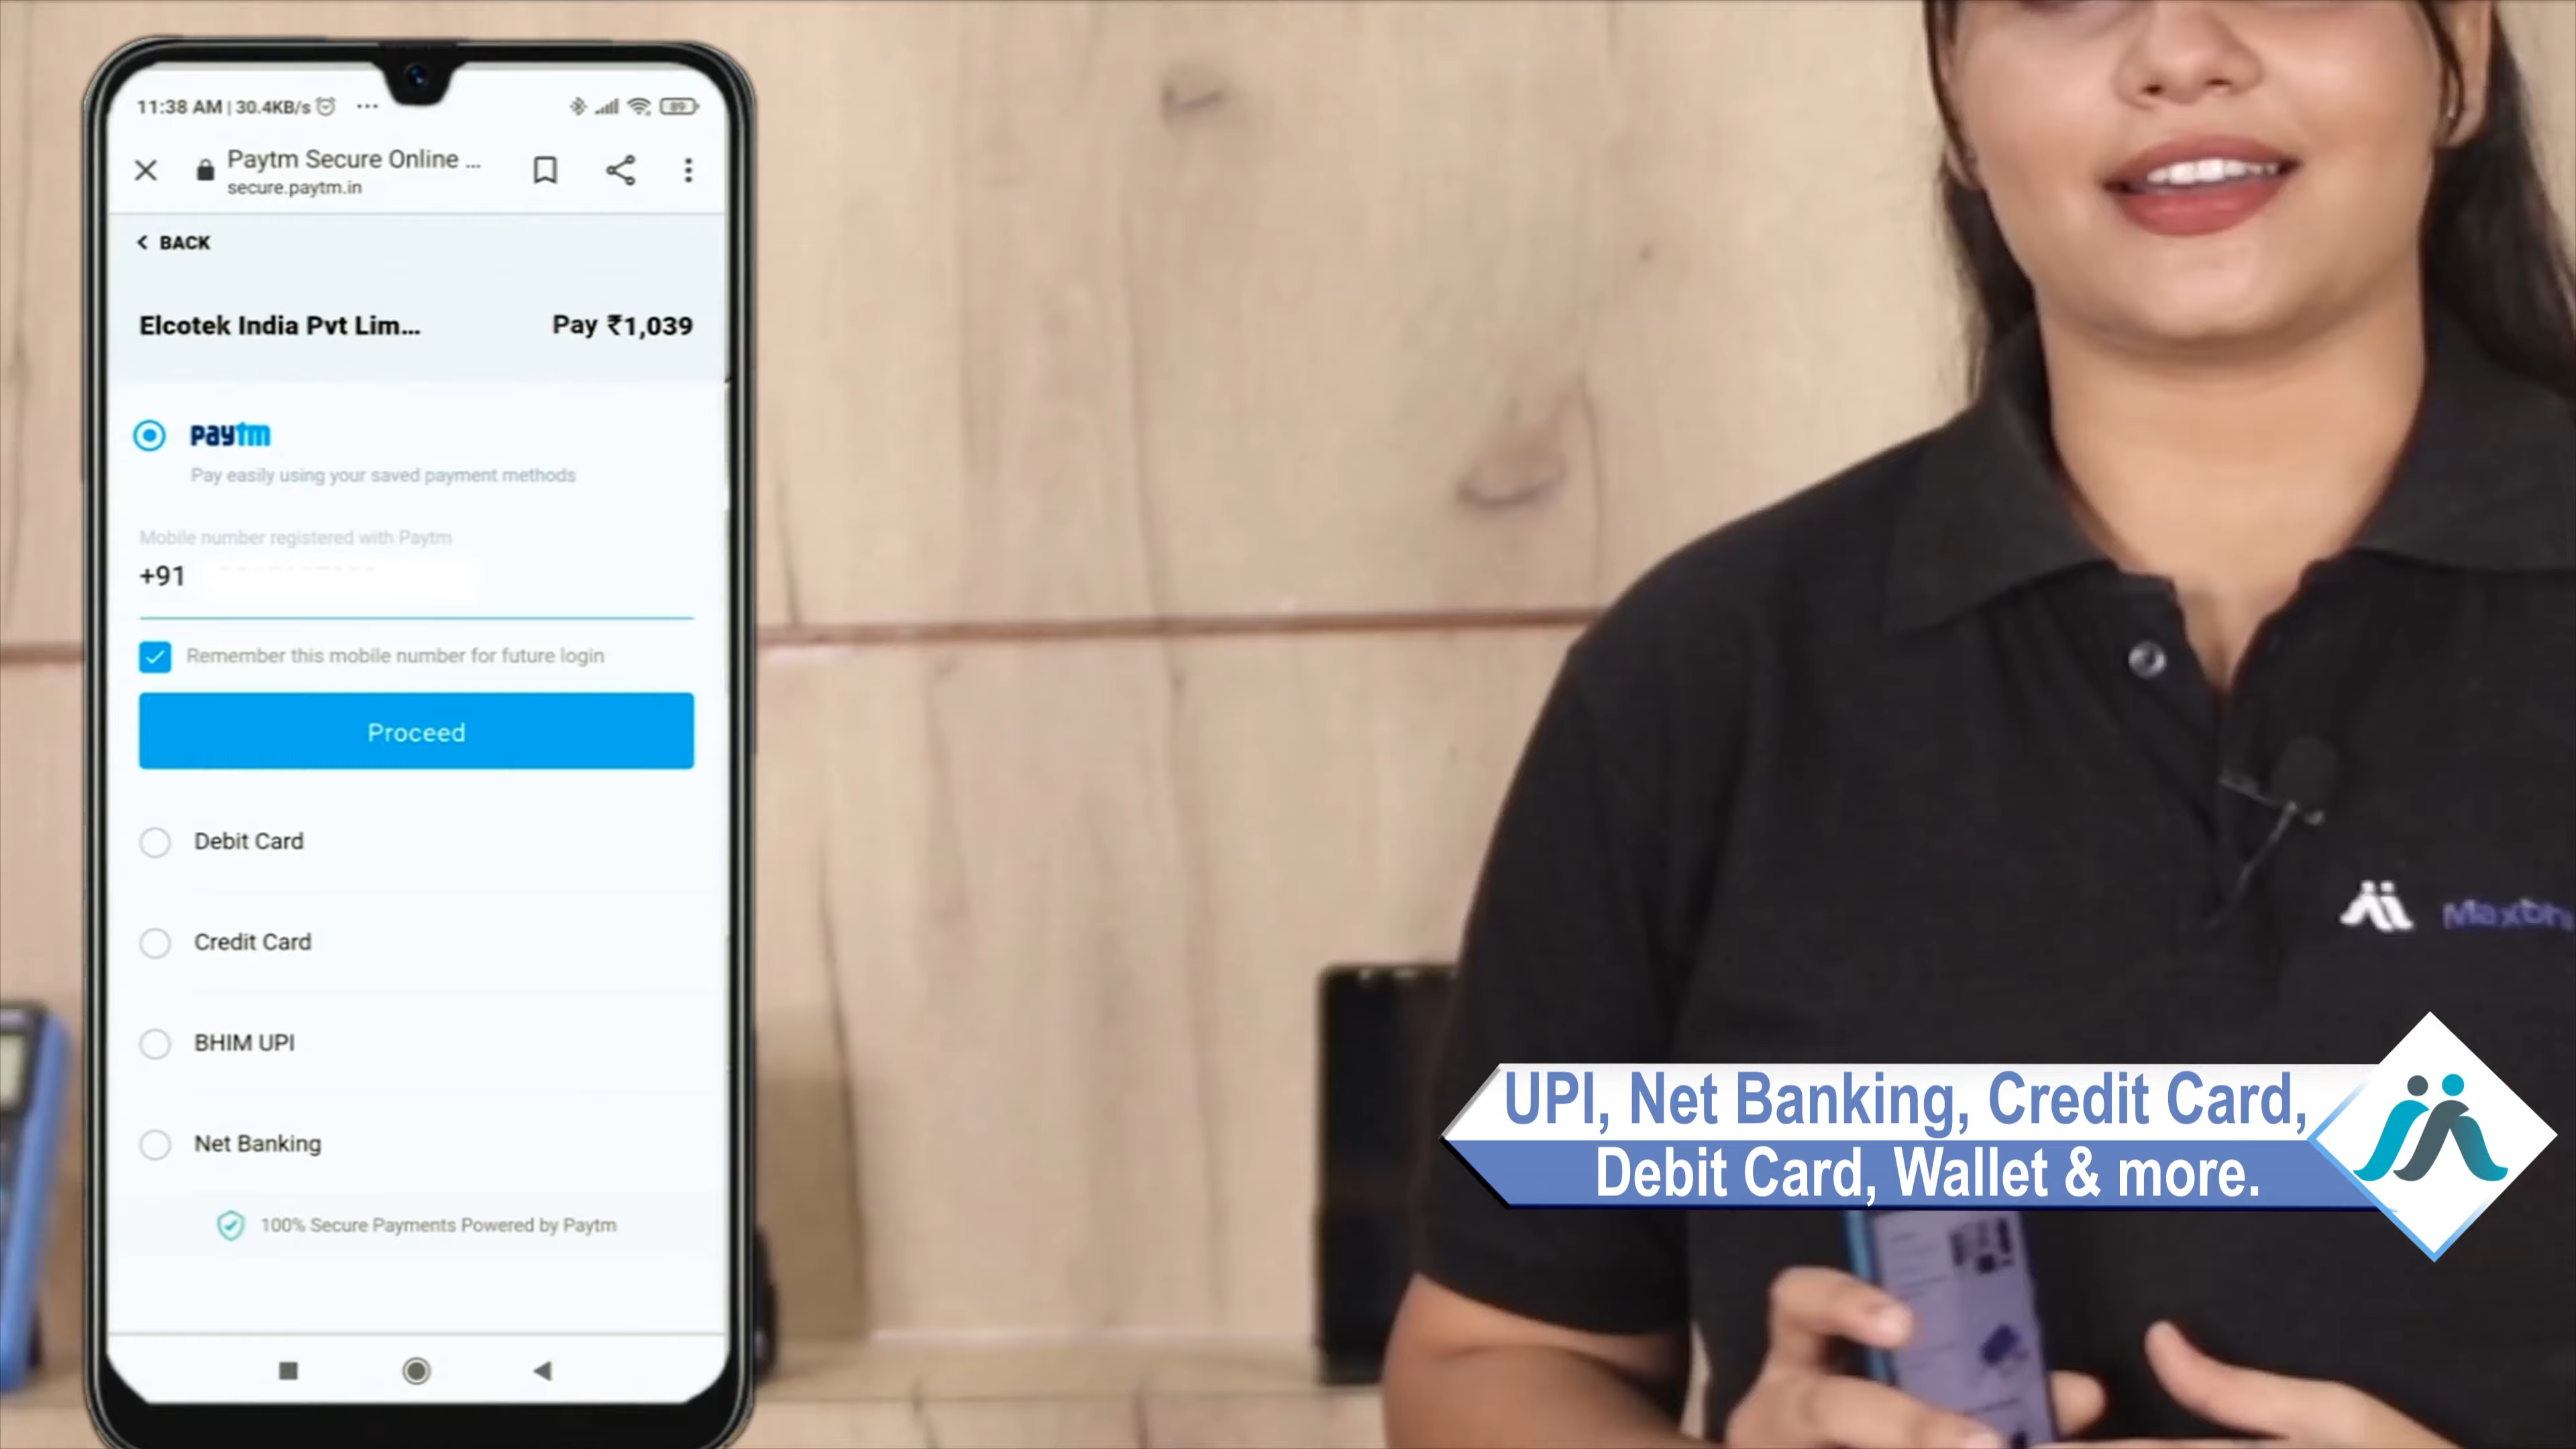 11:38 AM | 30.4KB/s ...
89
Paytm Secure Online ...
secure.paytm.in
< BACK
Elcotek India Pvt Lim... Pay ₹1,039
paytm
Pay easily using your saved payment methods
Mobile number registered with Paytm
+91
Remember this mobile number for future login
Proceed
Debit Card
Credit Card
BHIM UPI
Net Banking
100% Secure Payments Powered by Paytm
Maxbh
UPI, Net Banking, Credit Card,
Debit Card, Wallet & more.